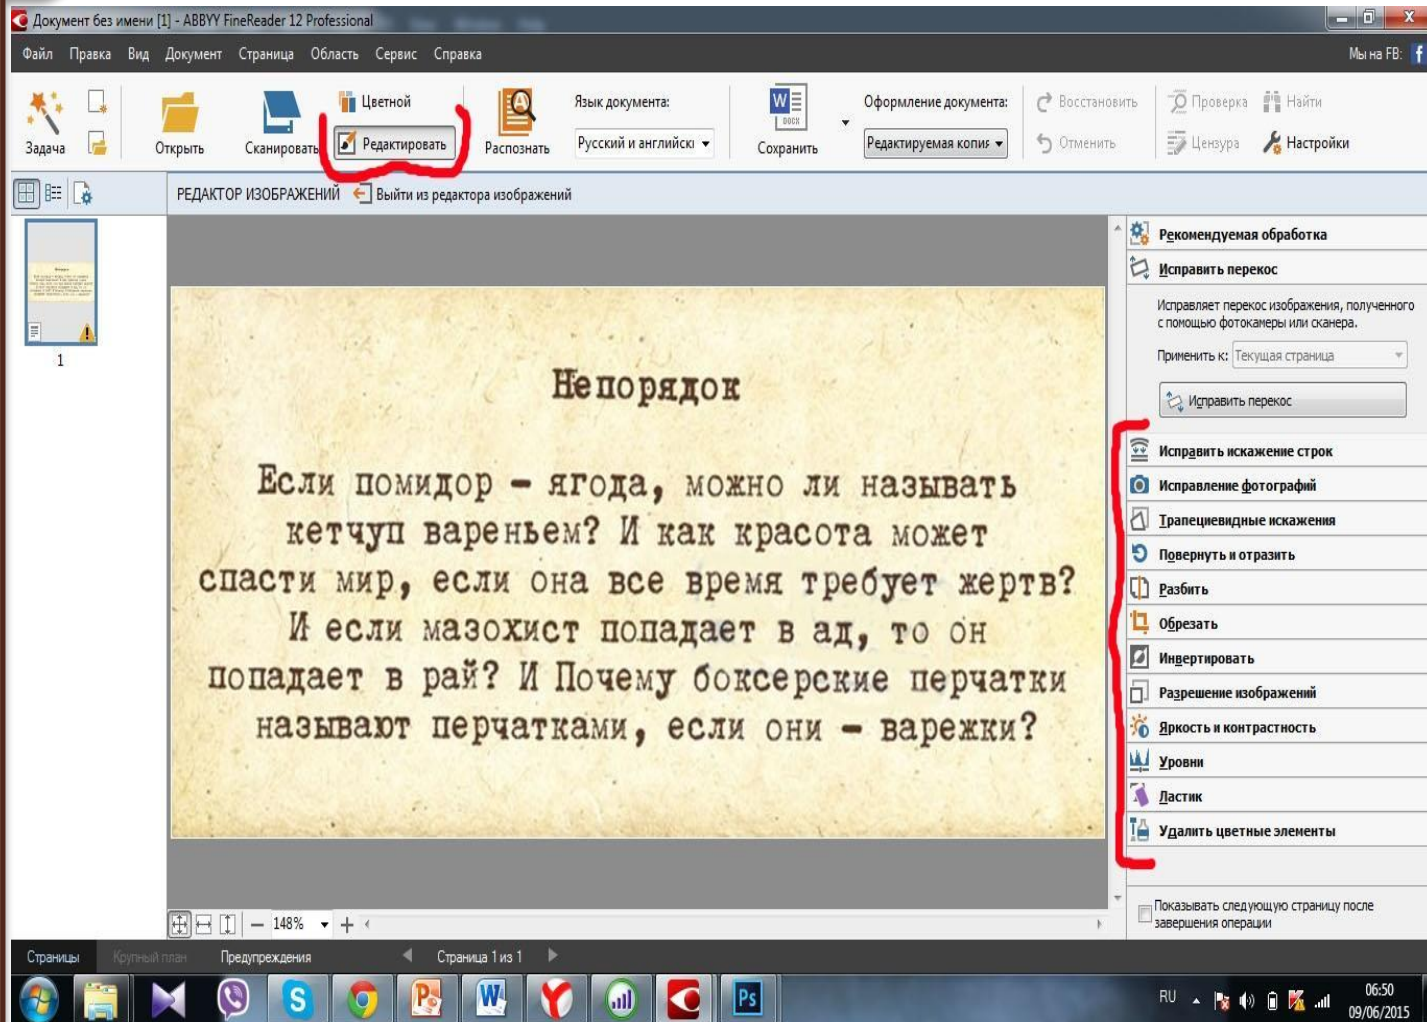 Документ без имени [1] - ABBYY FineReader 12 Professional
Файл Правка Вид Документ Страница Область Сервис Справка
Мы на FB:
Задача
Открыть
Сканировать
Цветной
Редактировать
Распознать
Язык документа:
Русский и английскі
Сохранить
Оформление документа:
Редактируемая копия
Восстановить
Отменить
Проверка
Найти
Цензура
Настройки
РЕДАКТОР ИЗОБРАЖЕНИЙ Выйти из редактора изображений
1
Непорядок
Если помидор – ягода, можно ли называть
кетчуп вареньем? И как красота может
спасти мир, если она все время требует жертв?
И если мазохист попадает в ад, то он
попадает в рай? И Почему боксерские перчатки
называют перчатками, если они – варежки?
Рекомендуемая обработка
Исправить перекос
Исправляет перекос изображения, полученного
с помощью фотокамеры или сканера.
Применить к: Текущая страница
Исправить перекос
Исправить искажение строк
Исправление фотографий
Трапециевидные искажения
Повернуть и отразить
Разбить
Обрезать
Инвертировать
Разрешение изображений
Яркость и контрастность
Уровни
Ластик
Удалить цветные элементы
Показывать следующую страницу после
завершения операции
148%
Страницы Крупный план Предупреждения Страница 1 из 1
RU
06:50
09/06/2015